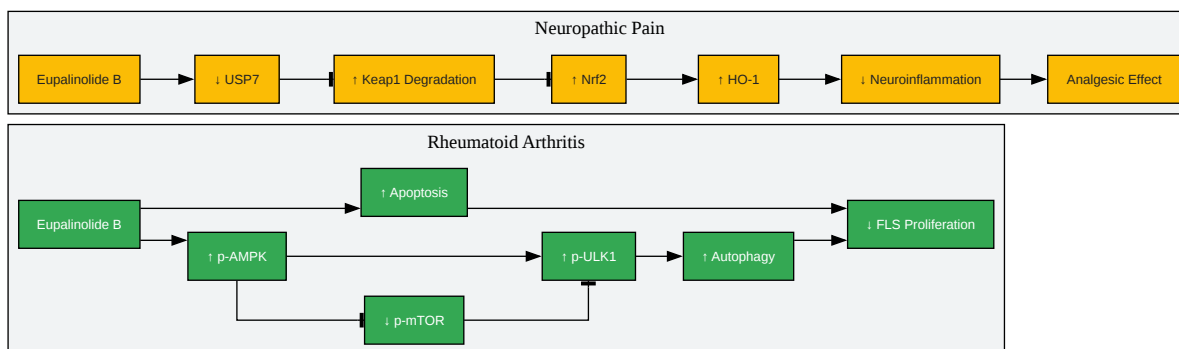 Neuropathic Pain
Eupalinolide B
↓ USP7
↑ Keap1 Degradation
↑ Nrf2
↑ HO-1
↓ Neuroinflammation
Analgesic Effect
Rheumatoid Arthritis
Eupalinolide B
↑ Apoptosis
↓ FLS Proliferation
↑ p-AMPK
↑ p-ULK1
↑ Autophagy
↓ p-mTOR